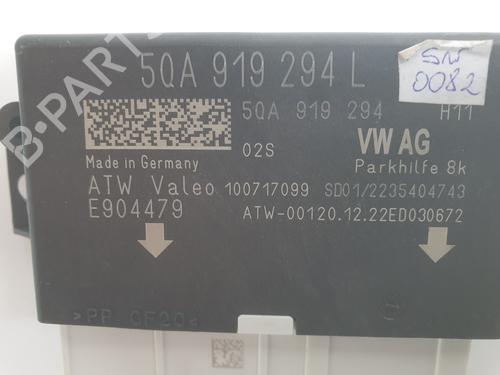 5QA 919 294 L
SN
0082
5QA 919 294 H11
02S VW AG
Made in Germany Parkhilfe 8k
ATW Valeo 100717099 SD01/2235404743
E904479 ATW-00120.12.22ED030672
B-PARTS